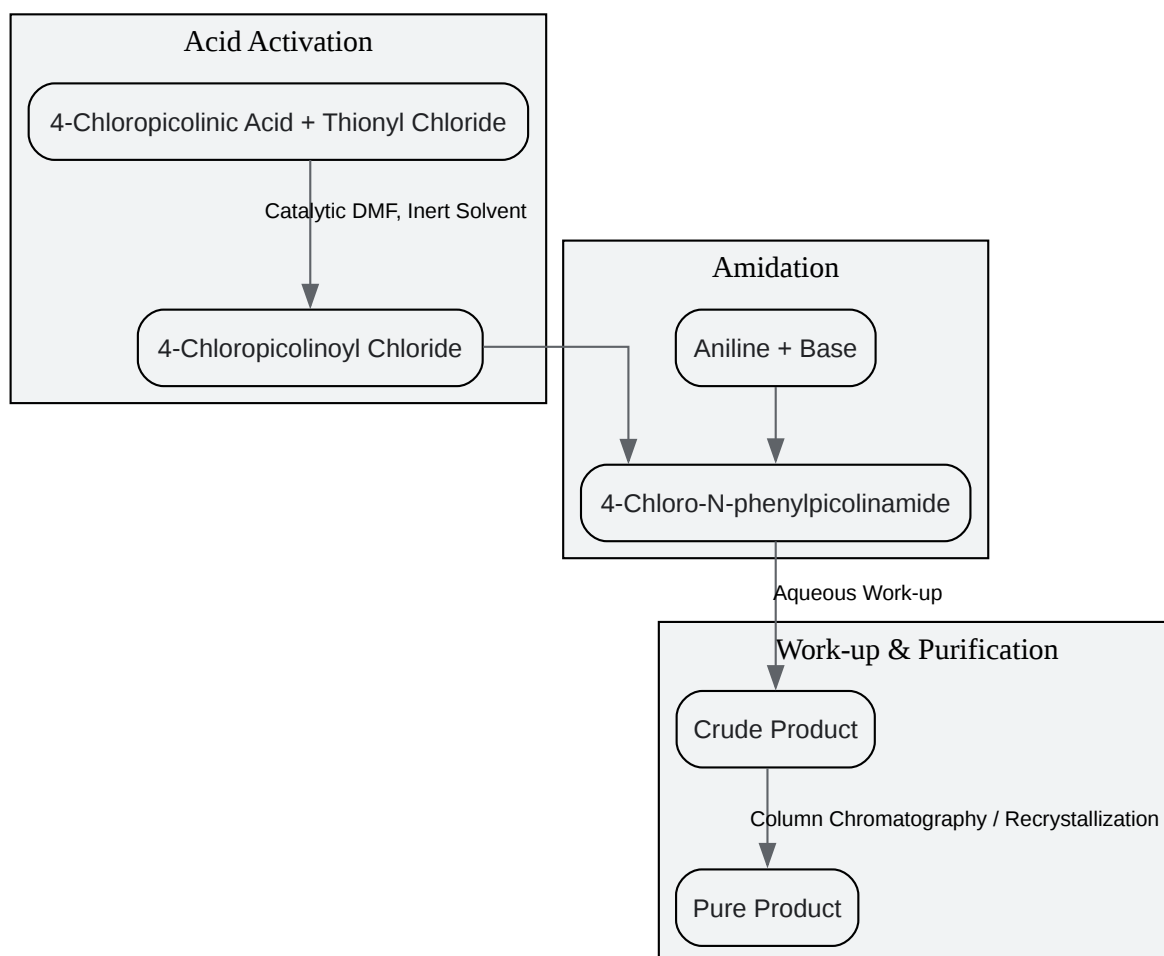 Acid Activation
4-Chloropicolinic Acid + Thionyl Chloride
Catalytic DMF, Inert Solvent
4-Chloropicolinoyl Chloride
Amidation
Aniline + Base
4-Chloro-N-phenylpicolinamide
Aqueous Work-up
Work-up & Purification
Crude Product
Column Chromatography / Recrystallization
Pure Product